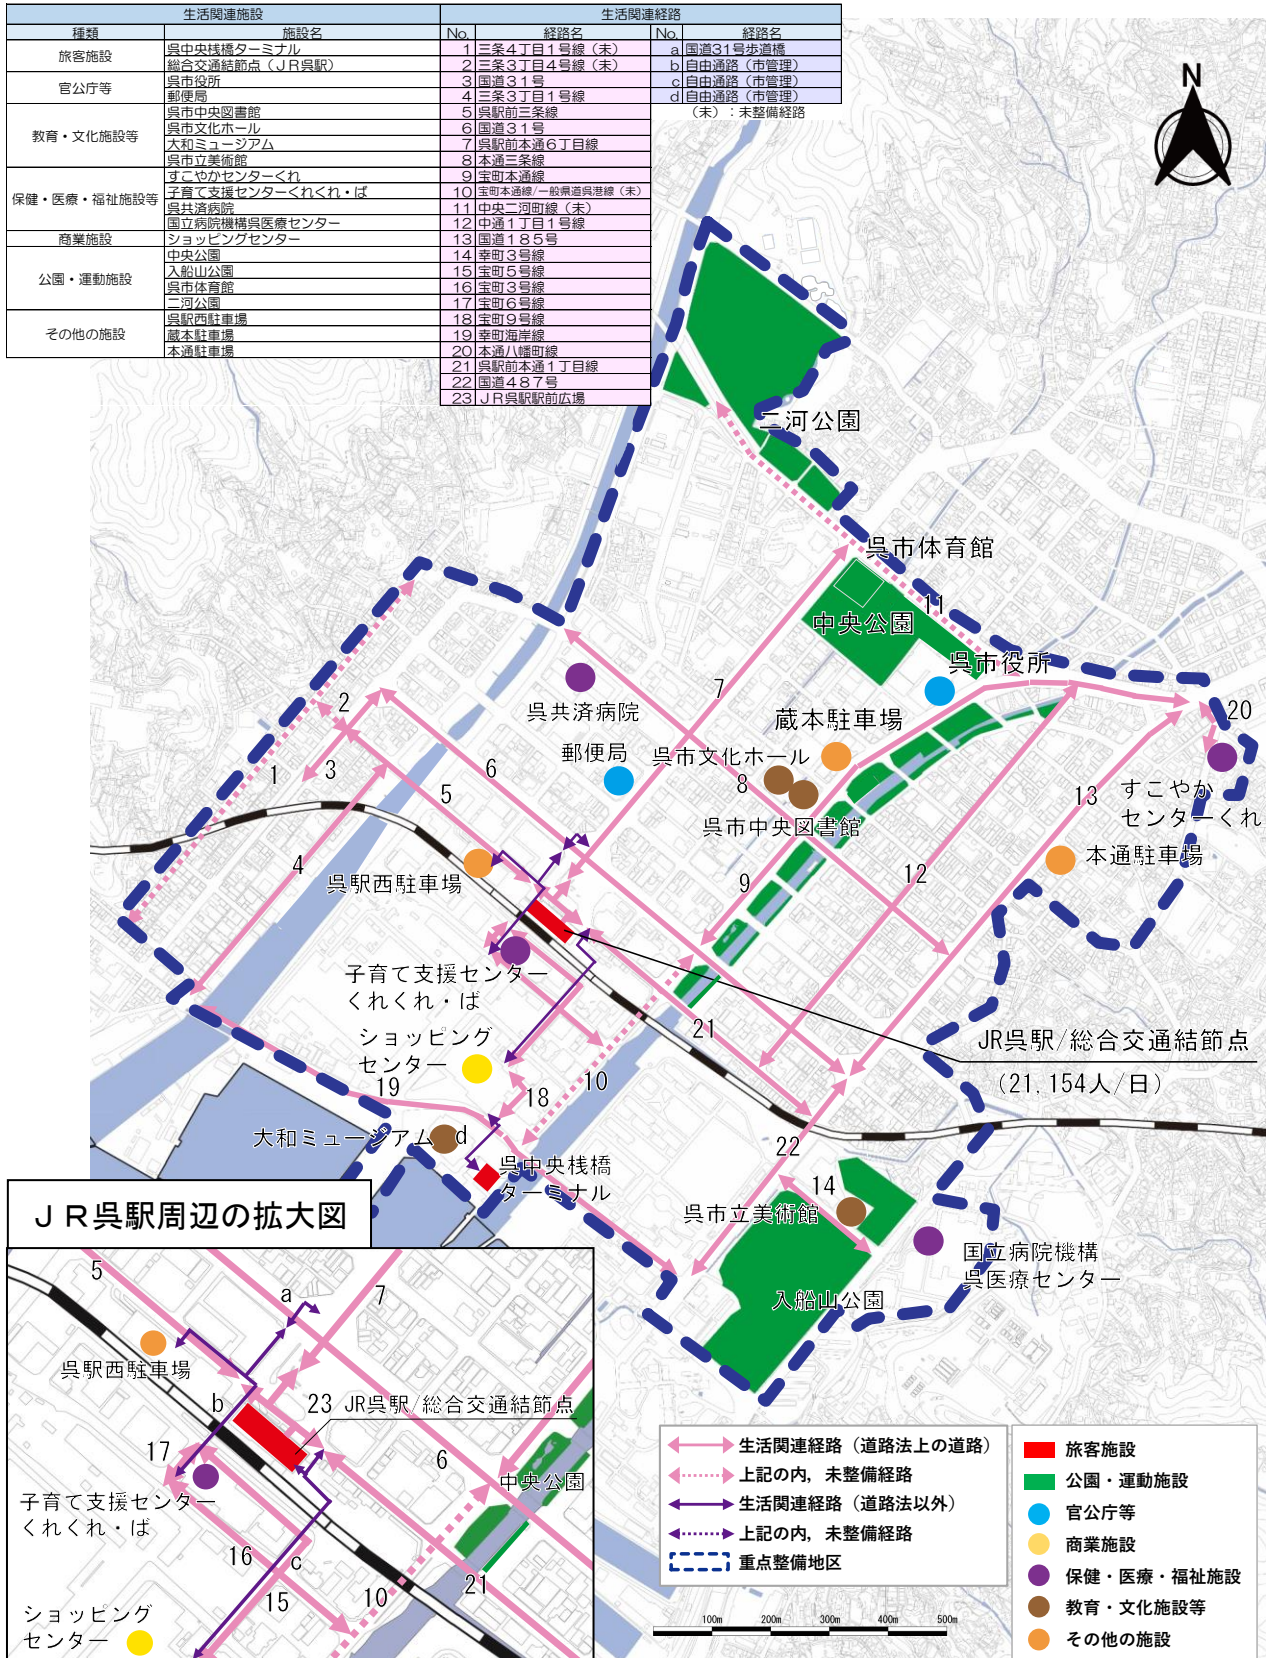 生活関連施設 生活関連経路
種類 施設名 No. 経路名 No. 経路名
旅客施設 呉中央桟橋ターミナル 1 三条4丁目1号線（未） a 国道31号歩道橋
総合交通結節点（ＪＲ呉駅） 2 三条3丁目4号線（未） b 自由通路（市管理）
官公庁等 呉市役所 3 国道31号 c 自由通路（市管理）
郵便局 4 三条3丁目1号線 d 自由通路（市管理）
教育・文化施設等 呉市中央図書館 5 呉駅前三条線 （未）：未整備経路
呉市文化ホール 6 国道31号
大和ミュージアム 7 呉駅前本通6丁目線
呉市立美術館 8 本通三条線
保健・医療・福祉施設等 すこやかセンターくれ 9 宝町本通線
子育て支援センターくれくれ・ば 10 宝町本通線/一般県道呉港線（未）
呉共済病院 11 中央二河町線（未）
国立病院機構呉医療センター 12 中通1丁目1号線
商業施設 ショッピングセンター 13 国道185号
公園・運動施設 中央公園 14 幸町3号線
入船山公園 15 宝町5号線
呉市体育館 16 宝町3号線
二河公園 17 宝町6号線
その他の施設 呉駅西駐車場 18 宝町9号線
蔵本駐車場 19 幸町海岸線
本通駐車場 20 本通八幡町線
21 呉駅前本通1丁目線
22 国道487号
23 ＪＲ呉駅駅前広場
N
二河公園
呉市体育館
11
中央公園
呉市役所
7
2
20
呉共済病院
蔵本駐車場
郵便局
呉市文化ホール
1
3
6
5
8
13
すこやか
センターくれ
呉市中央図書館
本通駐車場
4
呉駅西駐車場
9
12
子育て支援センター
くれくれ・ば
21
JR呉駅/総合交通結節点
(21,154人/日)
ショッピング
センター
19
18
10
大和ミュージアム
d
呉中央桟橋
ターミナル
22
14
呉市立美術館
国立病院機構
呉医療センター
入船山公園
ＪＲ呉駅周辺の拡大図
5
a
7
呉駅西駐車場
b
23
JR呉駅/総合交通結節点
17
6
中央公園
子育て支援センター
くれくれ・ば
16
c
15
10
21
ショッピング
センター
生活関連経路（道路法上の道路）
上記の内，未整備経路
生活関連経路（道路法以外）
上記の内，未整備経路
重点整備地区
100m 200m 300m 400m 500m
旅客施設
公園・運動施設
官公庁等
商業施設
保健・医療・福祉施設
教育・文化施設等
その他の施設